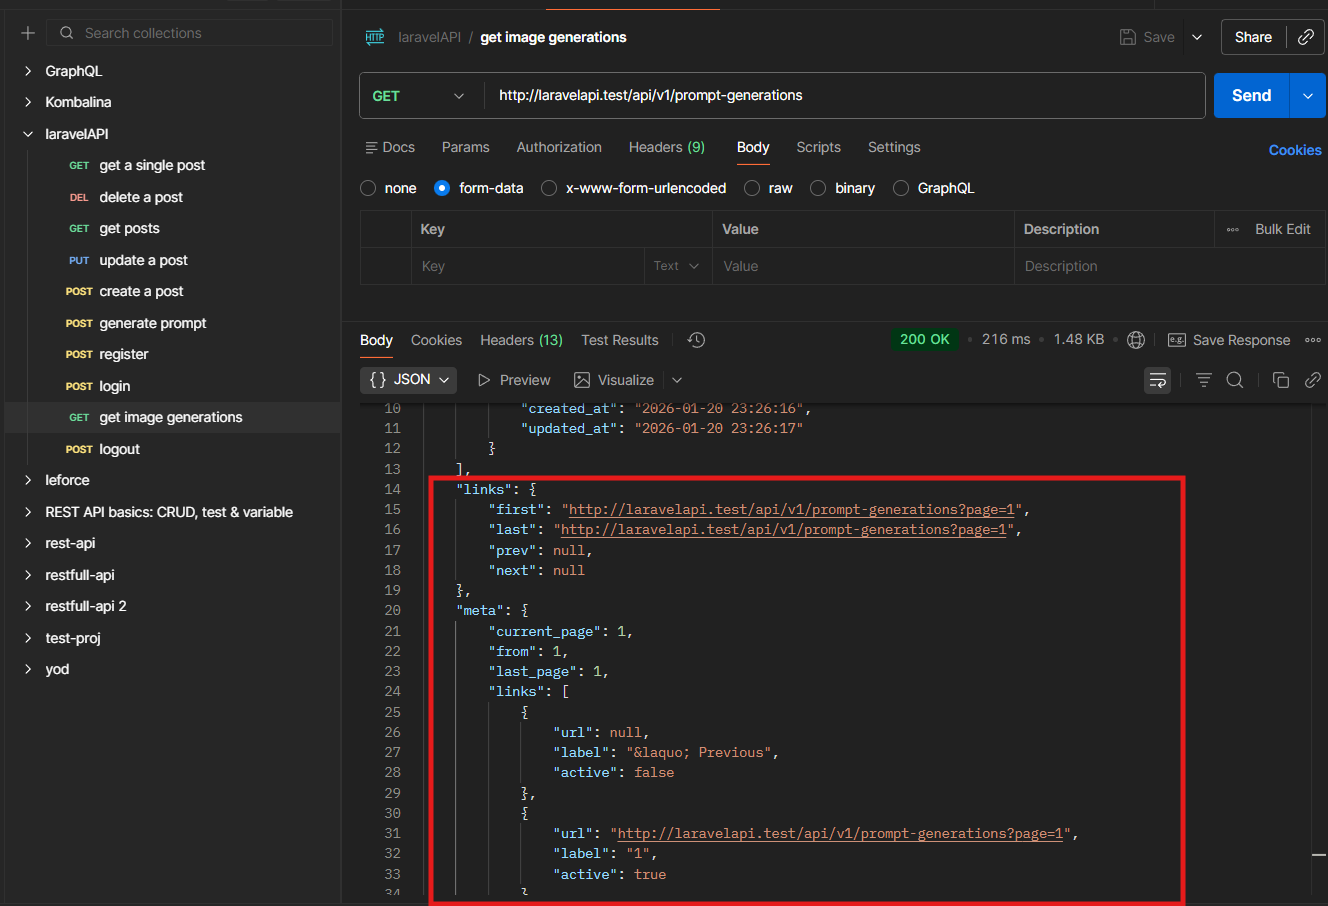 Search collections
GraphQL
Kombalina
laravelAPI
GET get a single post
DEL delete a post
GET get posts
PUT update a post
POST create a post
POST generate prompt
POST register
POST login
GET get image generations
POST logout
leforce
REST API basics: CRUD, test & variable
rest-api
restfull-api
restfull-api 2
test-proj
yod
HTTP laravelAPI / get image generations
Save Share
GET http://laravelapi.test/api/v1/prompt-generations
Send
Docs Params Authorization Headers (9) Body Scripts Settings
Cookies
none form-data x-www-form-urlencoded raw binary GraphQL
Key Value Description Bulk Edit
Key Text Value Description
Body Cookies Headers (13) Test Results
200 OK 216 ms 1.48 KB e.g. Save Response
{} JSON Preview Visualize
10 "created_at": "2026-01-20 23:26:16",
11 "updated_at": "2026-01-20 23:26:17"
12 }
13 ],
14 "links": {
15 "first": "http://laravelapi.test/api/v1/prompt-generations?page=1",
16 "last": "http://laravelapi.test/api/v1/prompt-generations?page=1",
17 "prev": null,
18 "next": null
19 },
20 "meta": {
21 "current_page": 1,
22 "from": 1,
23 "last_page": 1,
24 "links": [
25 {
26 "url": null,
27 "label": "&laquo; Previous",
28 "active": false
29 },
30 {
31 "url": "http://laravelapi.test/api/v1/prompt-generations?page=1",
32 "label": "1",
33 "active": true
34 }